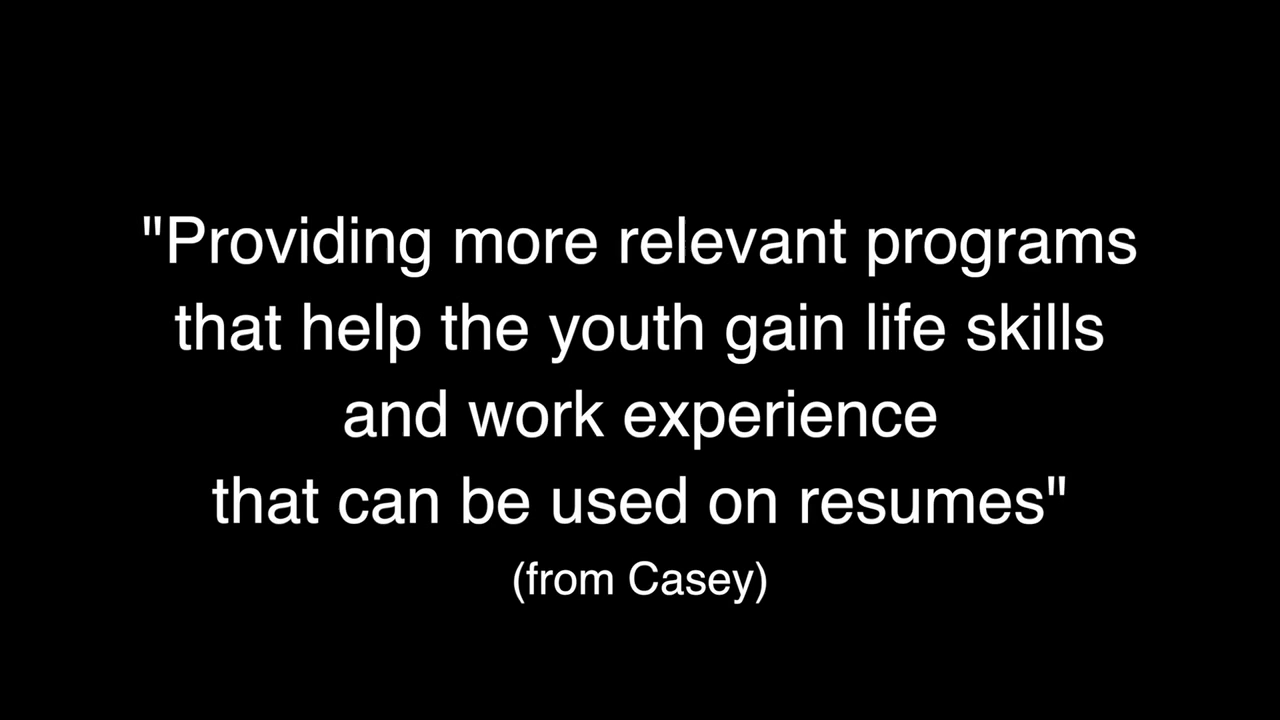 "Providing more relevant programs
that help the youth gain life skills
and work experience
that can be used on resumes"
(from Casey)